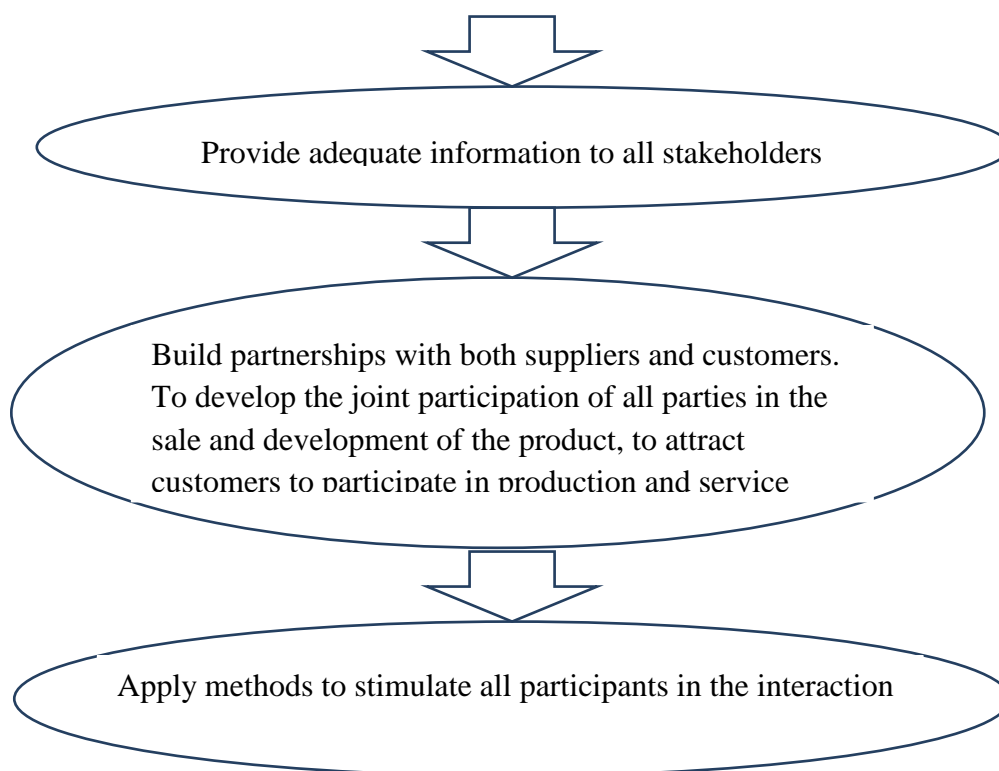 Provide adequate information to all stakeholders
Build partnerships with both suppliers and customers.
To develop the joint participation of all parties in the
sale and development of the product, to attract
customers to participate in production and service
Apply methods to stimulate all participants in the interaction